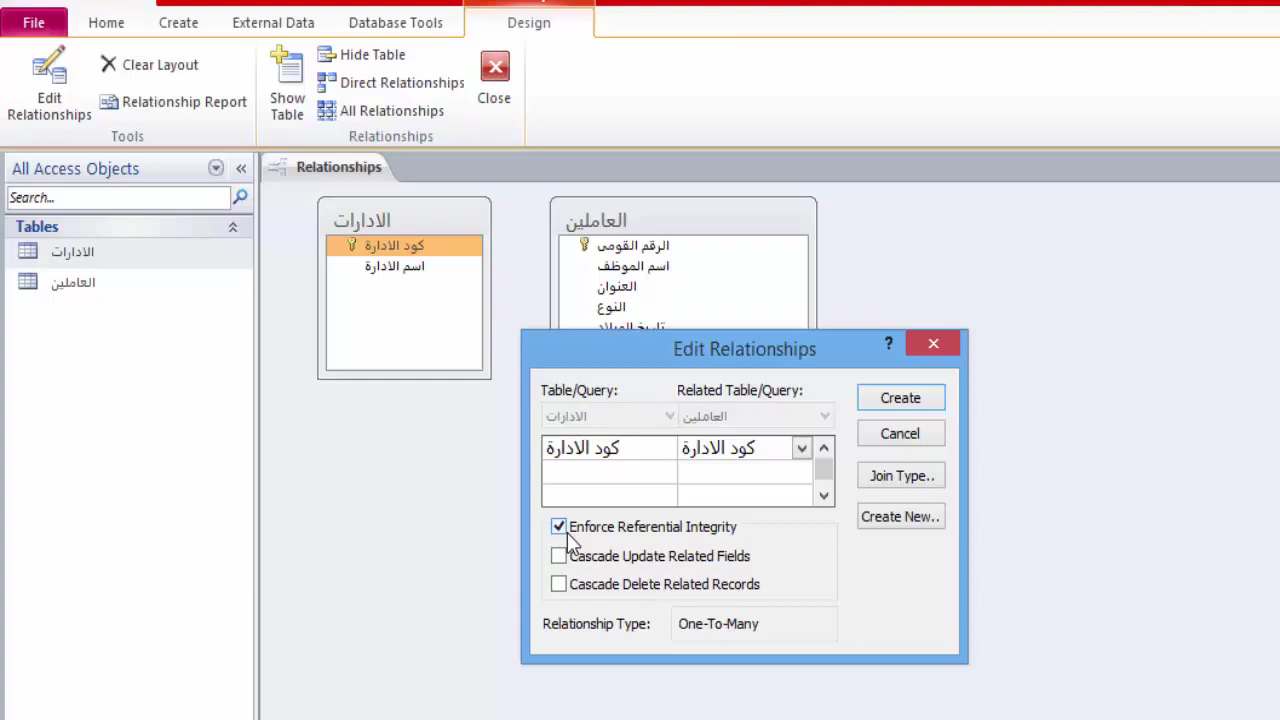 File Home Create External Data Database Tools Design
Edit Relationships
Clear Layout
Relationship Report
Tools
Show Table
Hide Table
Direct Relationships
All Relationships
Relationships
Close
All Access Objects
Search...
Tables
الادارات
العاملين
Relationships
الادارات
كود الادارة
اسم الادارة
العاملين
الرقم القومى
اسم الموظف
العنوان
النوع
تاريخ الميلاد
Edit Relationships
?
Table/Query: Related Table/Query:
الادارات العاملين
كود الادارة كود الادارة
Enforce Referential Integrity
Cascade Update Related Fields
Cascade Delete Related Records
Relationship Type: One-To-Many
Create
Cancel
Join Type..
Create New..